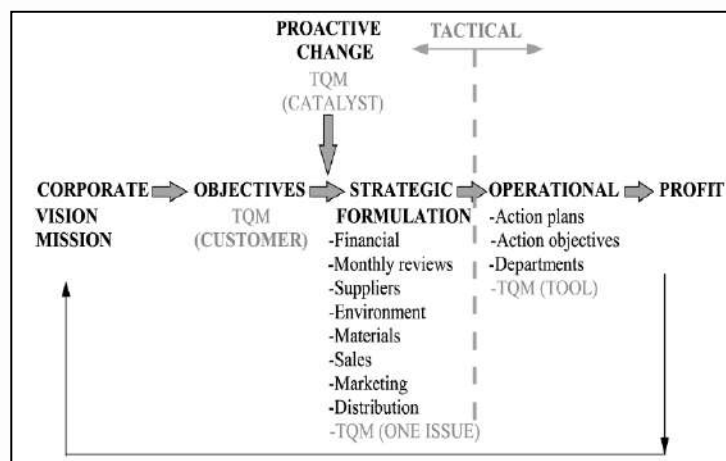 PROACTIVE
CHANGE
TQM
(CATALYST)
TACTICAL
CORPORATE
VISION
MISSION
OBJECTIVES
TQM
(CUSTOMER)
STRATEGIC
FORMULATION
-Financial
-Monthly reviews
-Suppliers
-Environment
-Materials
-Sales
-Marketing
-Distribution
-TQM (ONE ISSUE)
OPERATIONAL
-Action plans
-Action objectives
-Departments
-TQM (TOOL)
PROFIT